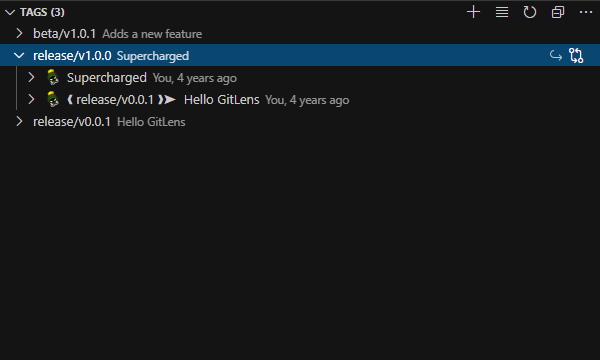 TAGS (3)
beta/v1.0.1 Adds a new feature
release/v1.0.0 Supercharged
Supercharged You, 4 years ago
❰ release/v0.0.1 ❱➤ Hello GitLens You, 4 years ago
release/v0.0.1 Hello GitLens